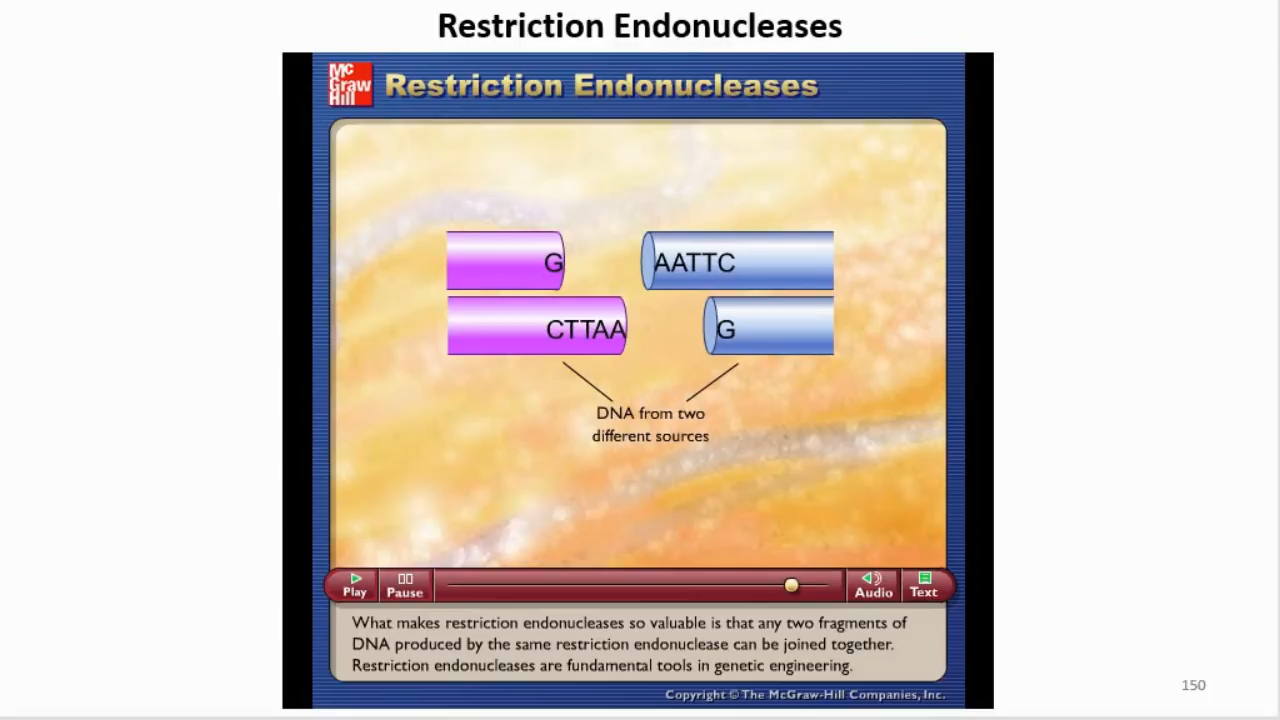 Restriction Endonucleases
Mc
Graw
Hill
Restriction Endonucleases
G AATTC
CTTAA G
DNA from two
different sources
Play Pause Audio Text
What makes restriction endonucleases so valuable is that any two fragments of
DNA produced by the same restriction endonuclease can be joined together.
Restriction endonucleases are fundamental tools in genetic engineering.
Copyright © The McGraw-Hill Companies, Inc.
150